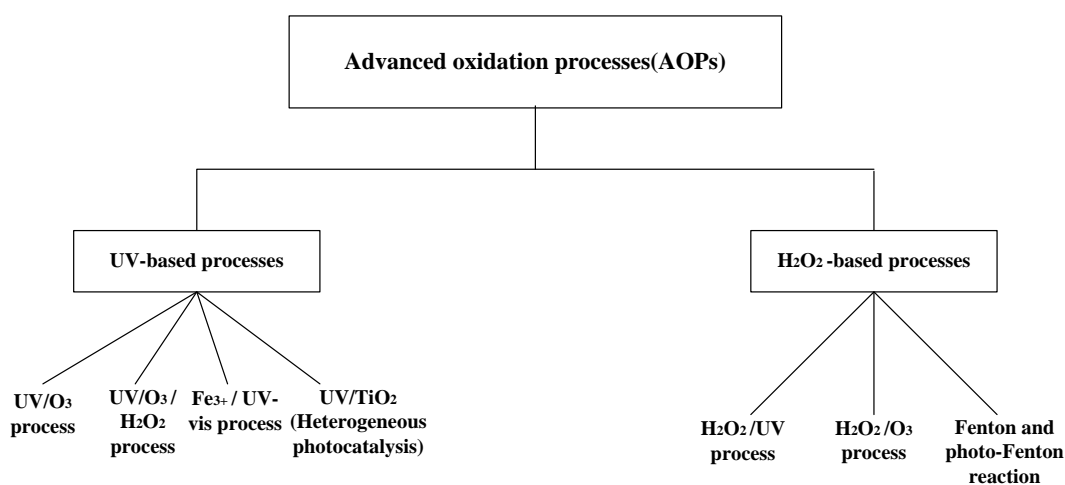 Advanced oxidation processes(AOPs)
UV-based processes
H2O2 -based processes
UV/O3
process
UV/O3 /
H2O2
process
Fe3+ / UV-
vis process
UV/TiO2
(Heterogeneous
photocatalysis)
H2O2 /UV
process
H2O2 /O3
process
Fenton and
photo-Fenton
reaction